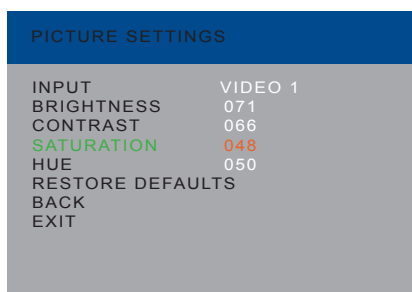 PICTURE SETTINGS
INPUT VIDEO 1
BRIGHTNESS 071
CONTRAST 066
SATURATION 048
HUE 050
RESTORE DEFAULTS
BACK
EXIT